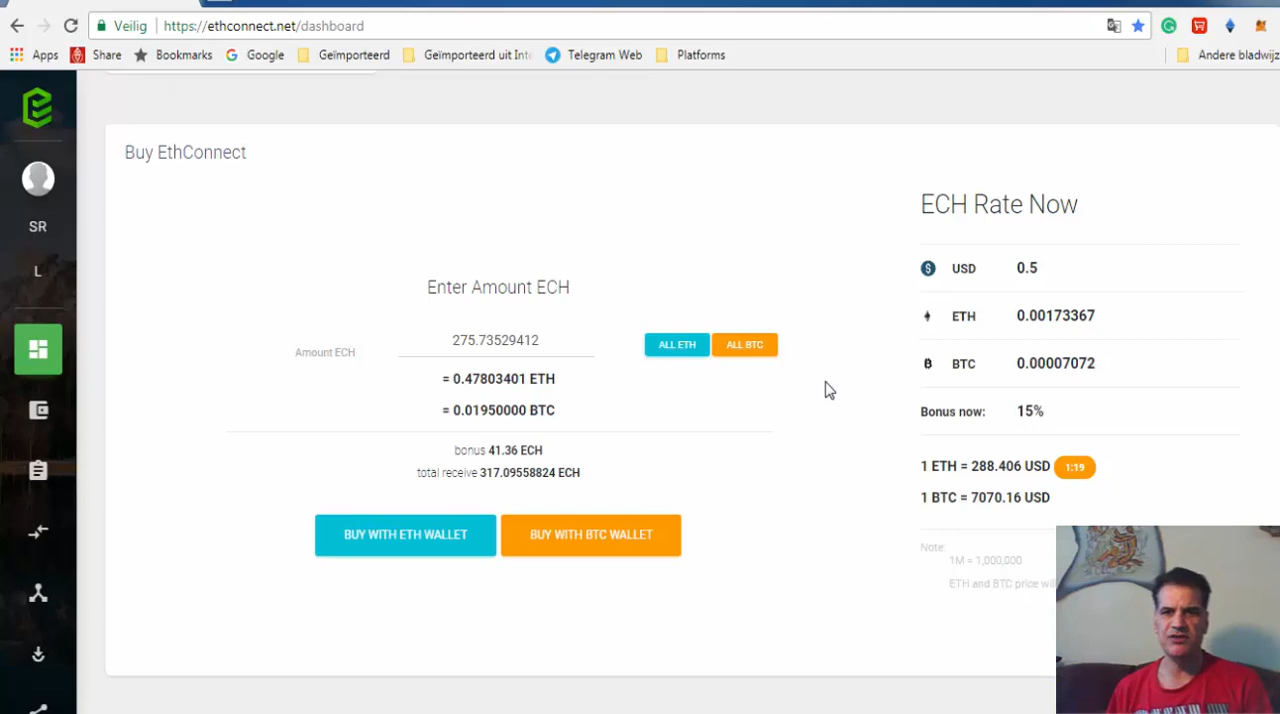 Veilig https://ethconnect.net/dashboard
Apps Share Bookmarks Google Geïmporteerd Geïmporteerd uit Int Telegram Web Platforms Andere bladwijz
Buy EthConnect
SR
L
Enter Amount ECH
Amount ECH 275.73529412 ALL ETH ALL BTC
= 0.47803401 ETH
= 0.01950000 BTC
bonus 41.36 ECH
total receive 317.09558824 ECH
BUY WITH ETH WALLET BUY WITH BTC WALLET
ECH Rate Now
USD 0.5
ETH 0.00173367
BTC 0.00007072
Bonus now: 15%
1 ETH = 288.406 USD 1:19
1 BTC = 7070.16 USD
Note:
1M = 1,000,000
ETH and BTC price wil